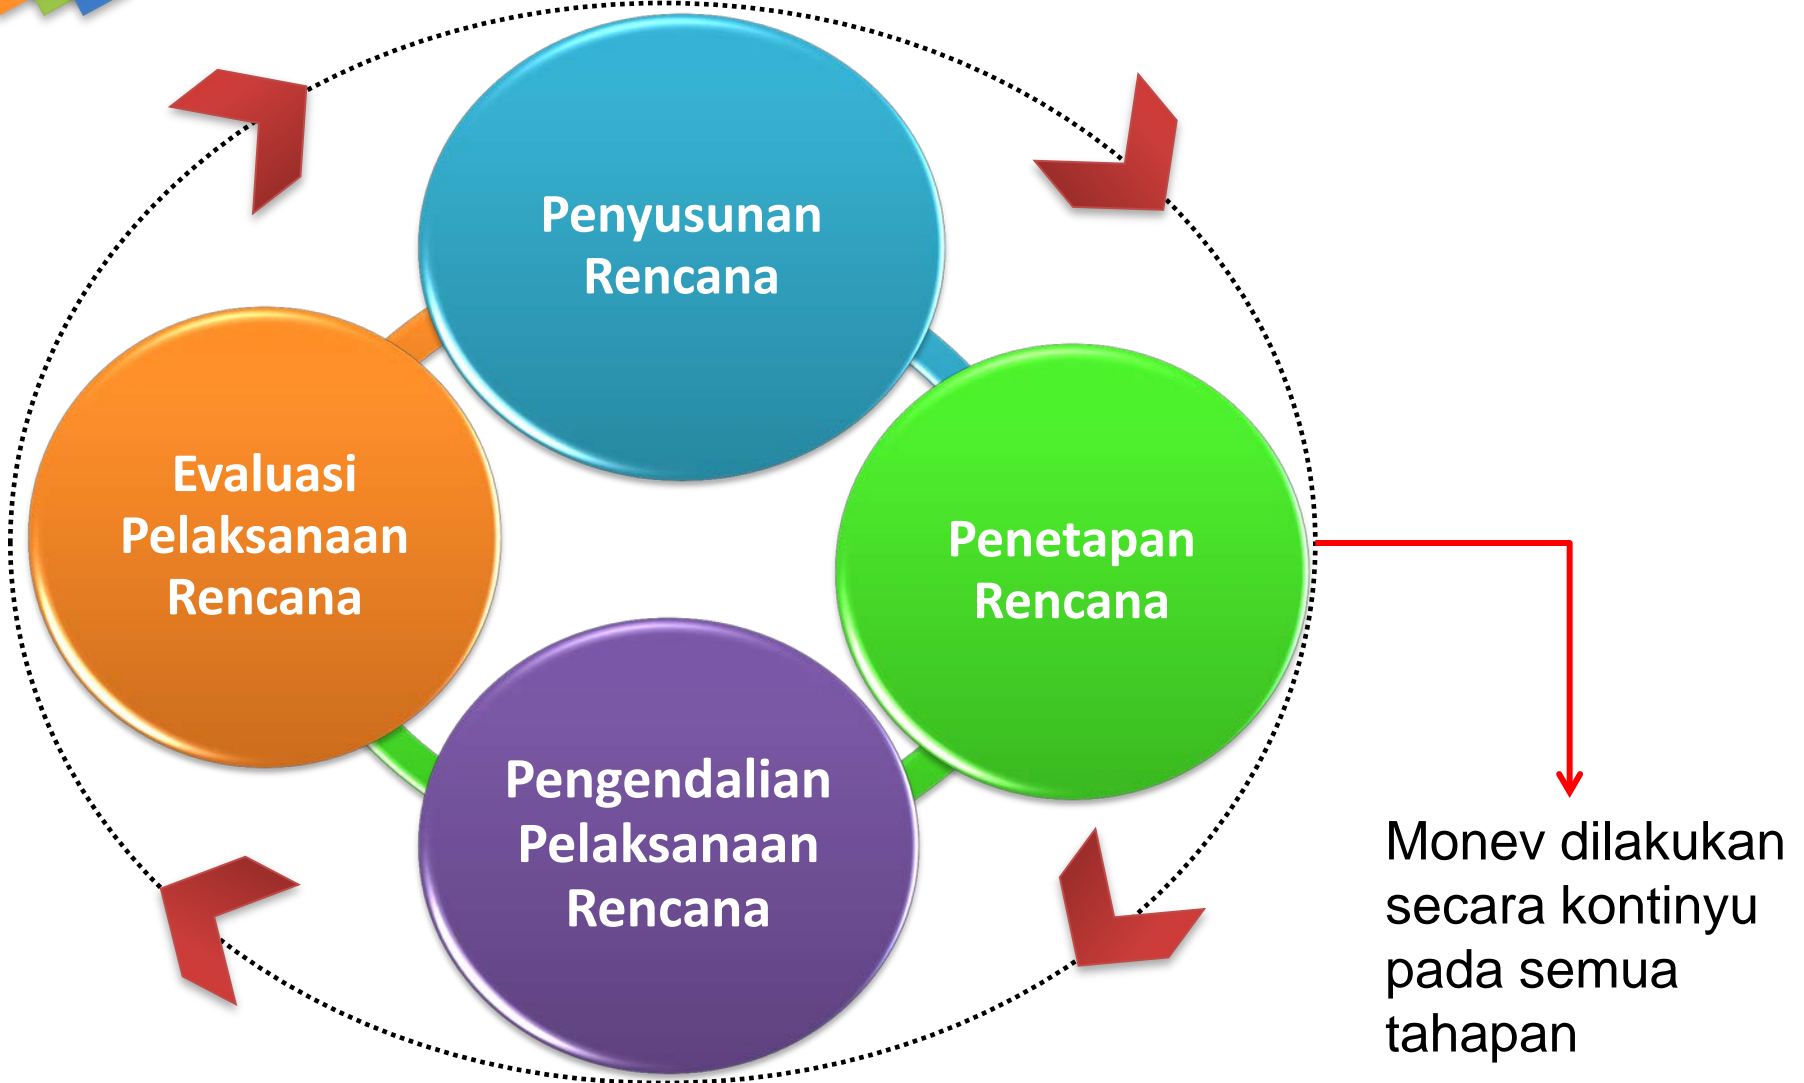 Penyusunan
Rencana
Evaluasi
Pelaksanaan
Rencana
Penetapan
Rencana
Pengendalian
Pelaksanaan
Rencana
Monev dilakukan
secara kontinyu
pada semua
tahapan